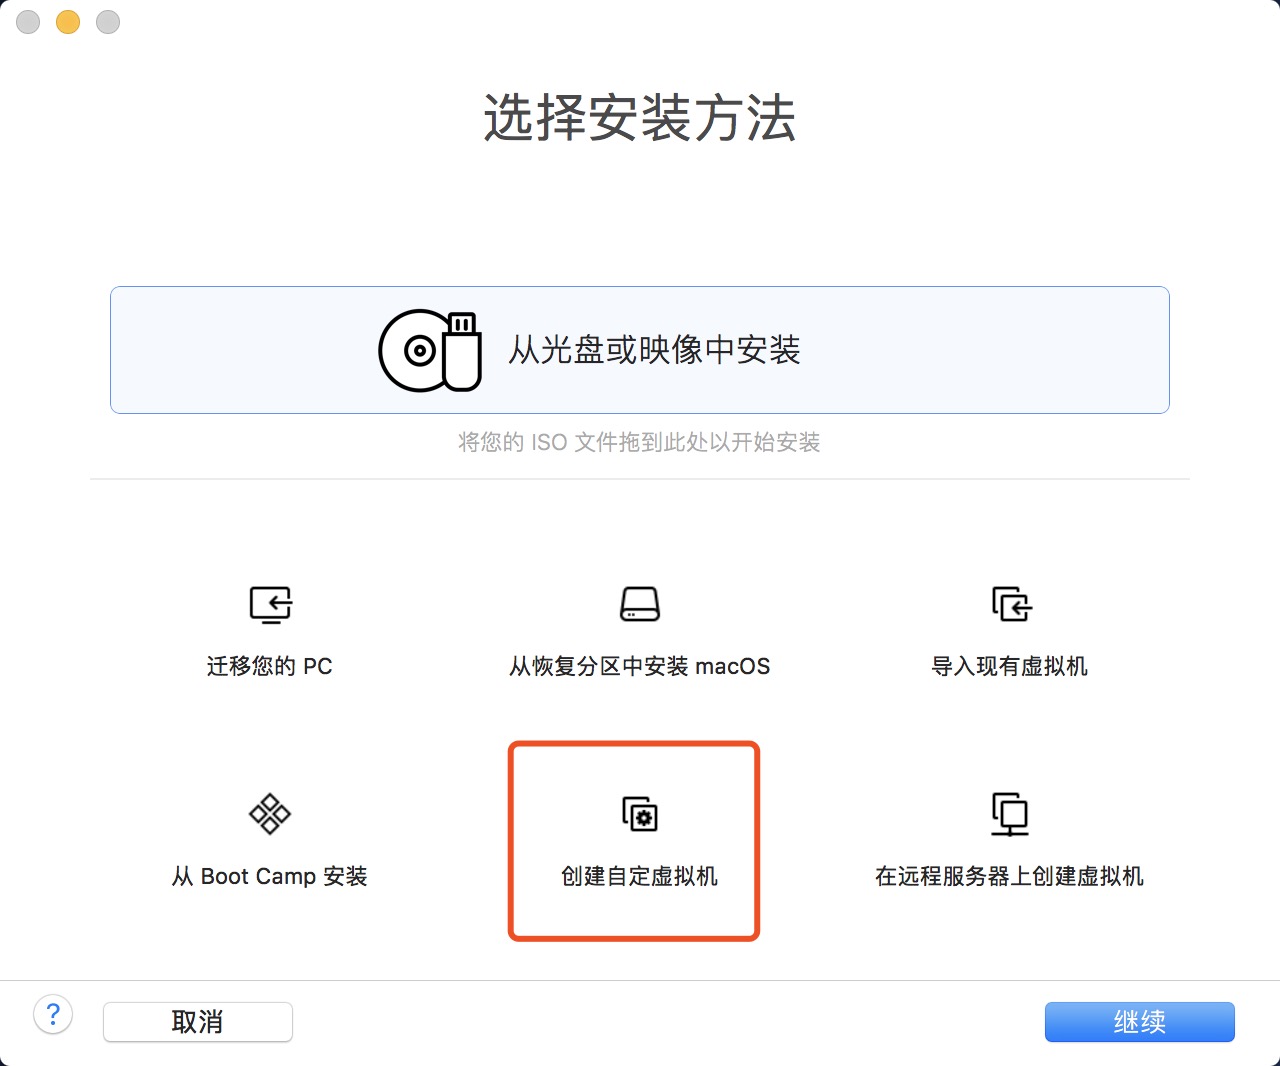 选择安装方法
从光盘或映像中安装
将您的 ISO 文件拖到此处以开始安装
迁移您的 PC
从恢复分区中安装 macOS
导入现有虚拟机
从 Boot Camp 安装
创建自定虚拟机
在远程服务器上创建虚拟机
?
取消
继续